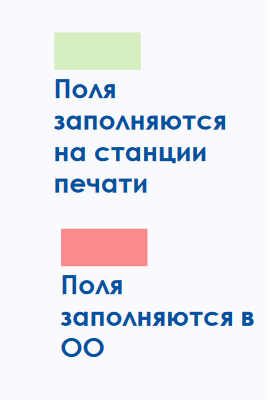 Поля
заполняются
на станции
печати
Поля
заполняются в
ОО